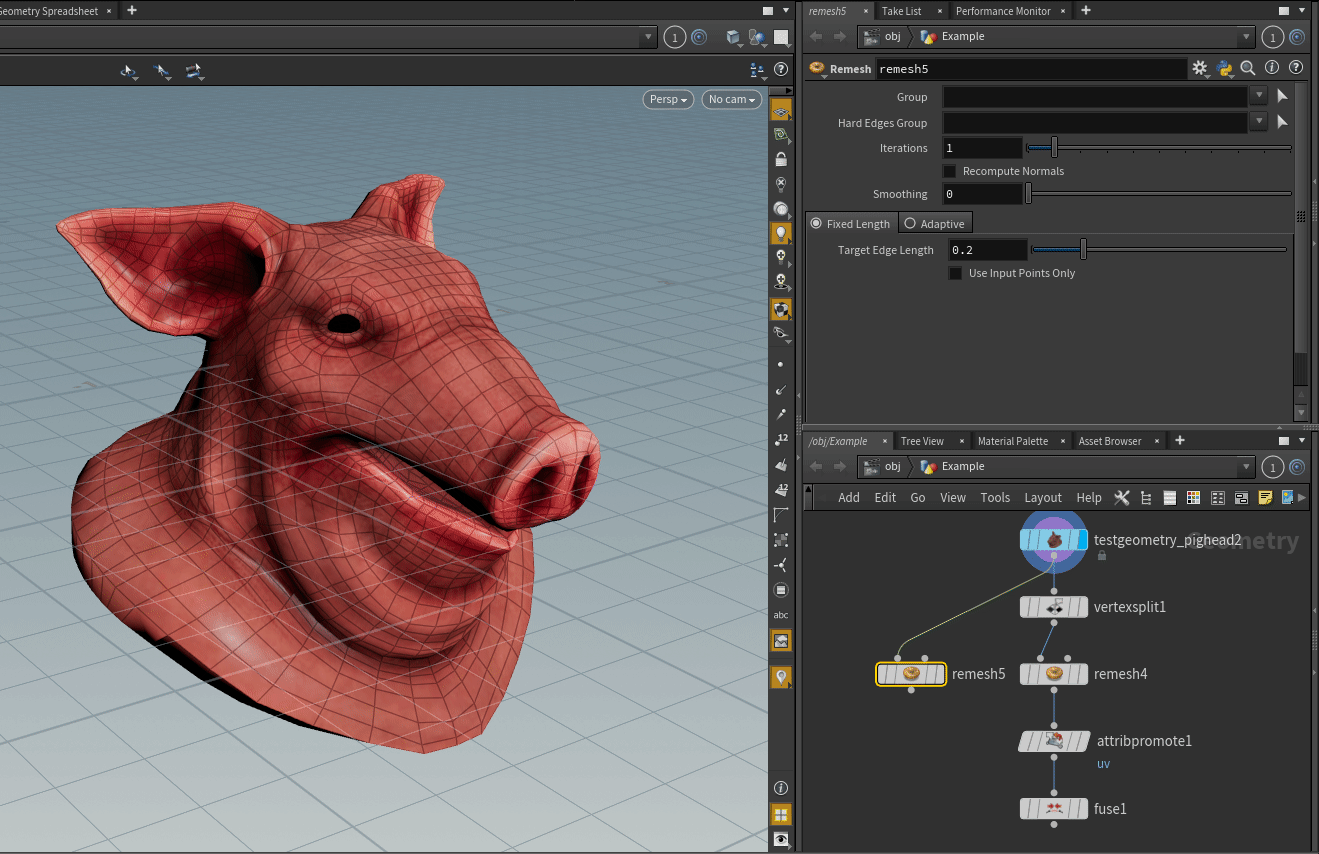 Geometry Spreadsheet × +
1
Persp
No cam
12
12
abc
remesh5 × Take List × Performance Monitor × +
obj Example 1
Remesh remesh5
Group
Hard Edges Group
Iterations 1
Recompute Normals
Smoothing 0
Fixed Length Adaptive
Target Edge Length 0.2
Use Input Points Only
/obj/Example × Tree View × Material Palette × Asset Browser × +
obj Example 1
Add Edit Go View Tools Layout Help
Geometry
testgeometry_pighead2
vertexsplit1
remesh5
remesh4
attribpromote1
uv
fuse1